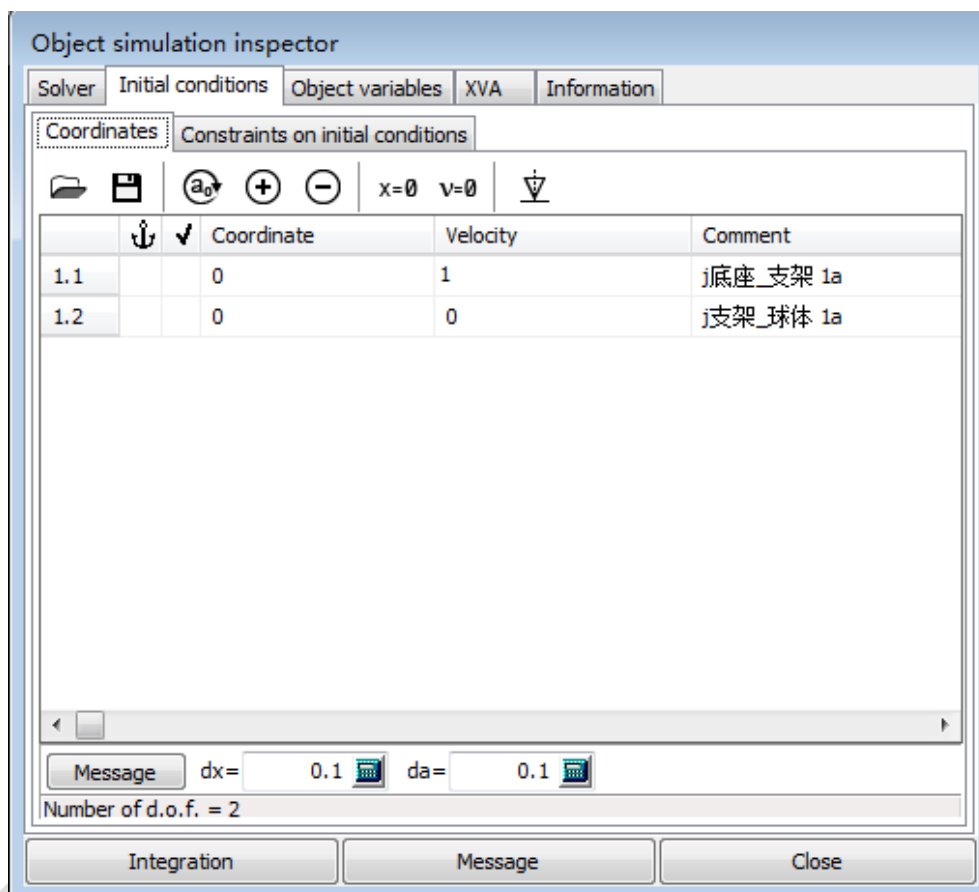 Object simulation inspector
Solver Initial conditions Object variables XVA Information
Coordinates Constraints on initial conditions
a₀ x=0 v=0
Coordinate Velocity Comment
1.1 0 1 j底座_支架 1a
1.2 0 0 j支架_球体 1a
Message dx= 0.1 da= 0.1
Number of d.o.f. = 2
Integration Message Close